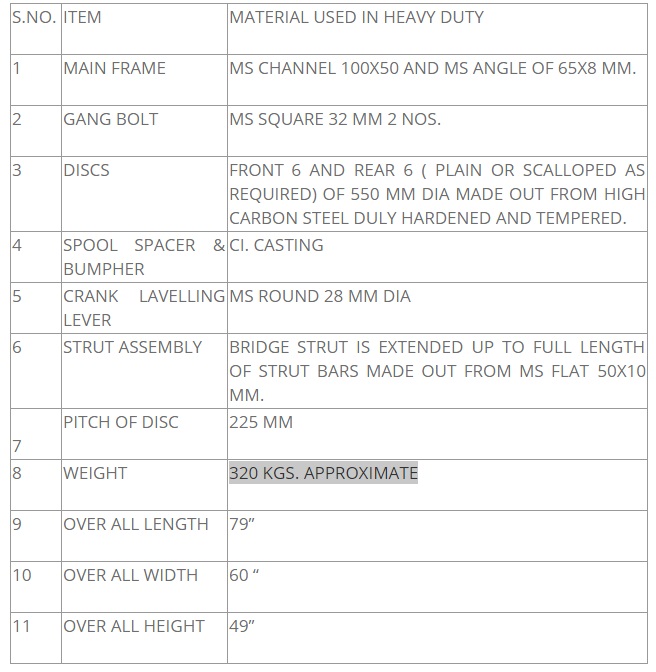 S.NO. ITEM MATERIAL USED IN HEAVY DUTY
1 MAIN FRAME MS CHANNEL 100X50 AND MS ANGLE OF 65X8 MM.
2 GANG BOLT MS SQUARE 32 MM 2 NOS.
3 DISCS FRONT 6 AND REAR 6 ( PLAIN OR SCALLOPED AS
REQUIRED) OF 550 MM DIA MADE OUT FROM HIGH
CARBON STEEL DULY HARDENED AND TEMPERED.
4 SPOOL SPACER & CI. CASTING
BUMPHER
5 CRANK LAVELLING MS ROUND 28 MM DIA
LEVER
6 STRUT ASSEMBLY BRIDGE STRUT IS EXTENDED UP TO FULL LENGTH
OF STRUT BARS MADE OUT FROM MS FLAT 50X10
MM.
PITCH OF DISC 225 MM
7
8 WEIGHT 320 KGS. APPROXIMATE
9 OVER ALL LENGTH 79”
10 OVER ALL WIDTH 60 “
11 OVER ALL HEIGHT 49”